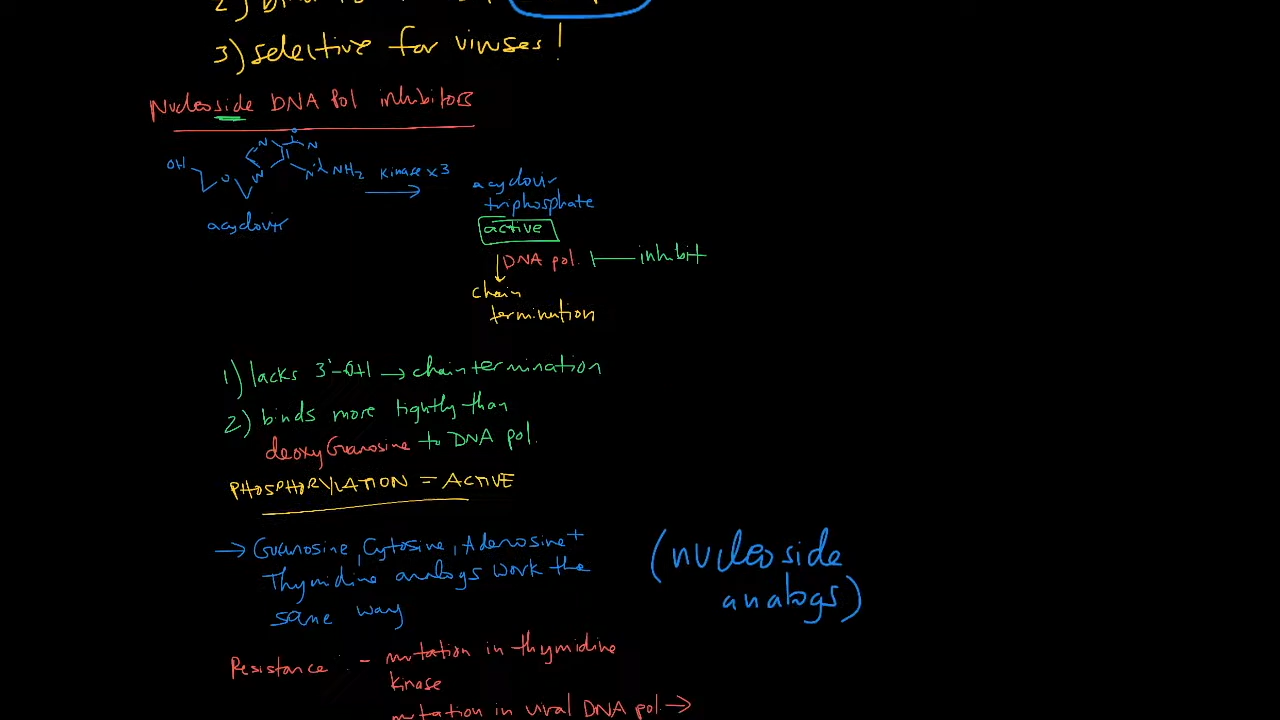 3) selective for viruses!
Nucleoside DNA Pol inhibitors
OH O N N N N NH2
Kinase x3
acyclovir
acyclovir
triphosphate
active
DNA pol. inhibit
chain
termination
1) lacks 3'-OH → chain termination
2) binds more tightly than
deoxyGuanosine to DNA pol.
PHOSPHORYLATION = ACTIVE
→ Guanosine, Cytosine, Adenosine +
Thymidine analogs work the
same way
(nucleoside
analogs)
Resistance: - mutation in thymidine
kinase
mutation in viral DNA pol. →